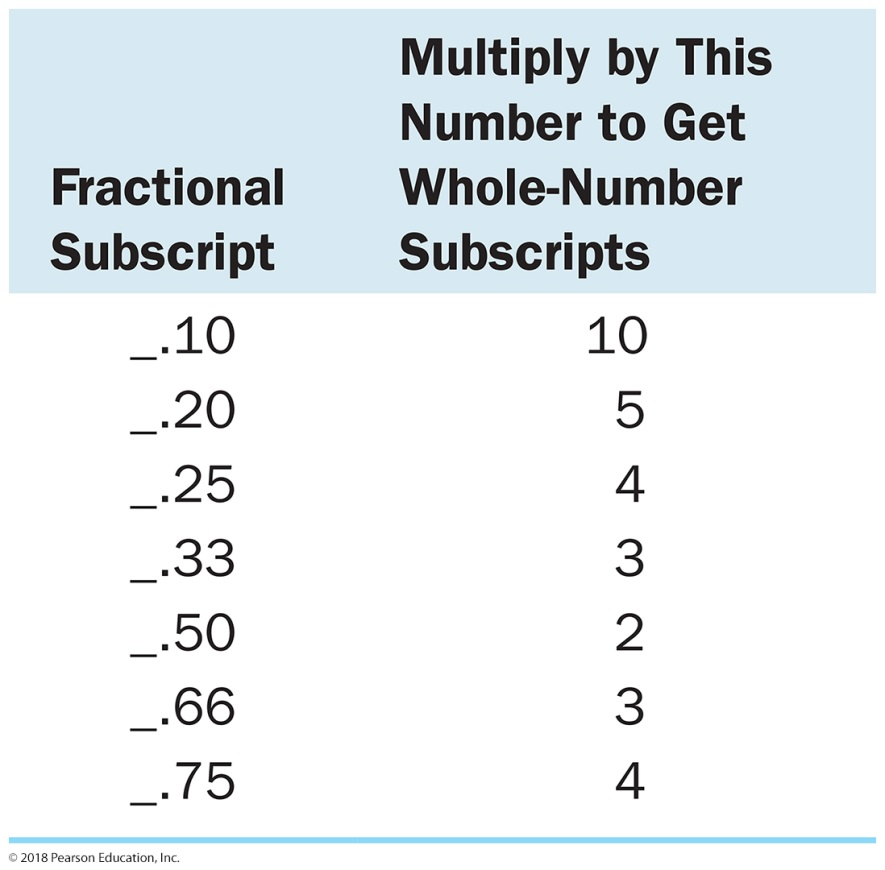 Fractional
Subscript
Multiply by This
Number to Get
Whole-Number
Subscripts
_.10 10
_.20 5
_.25 4
_.33 3
_.50 2
_.66 3
_.75 4
© 2018 Pearson Education, Inc.